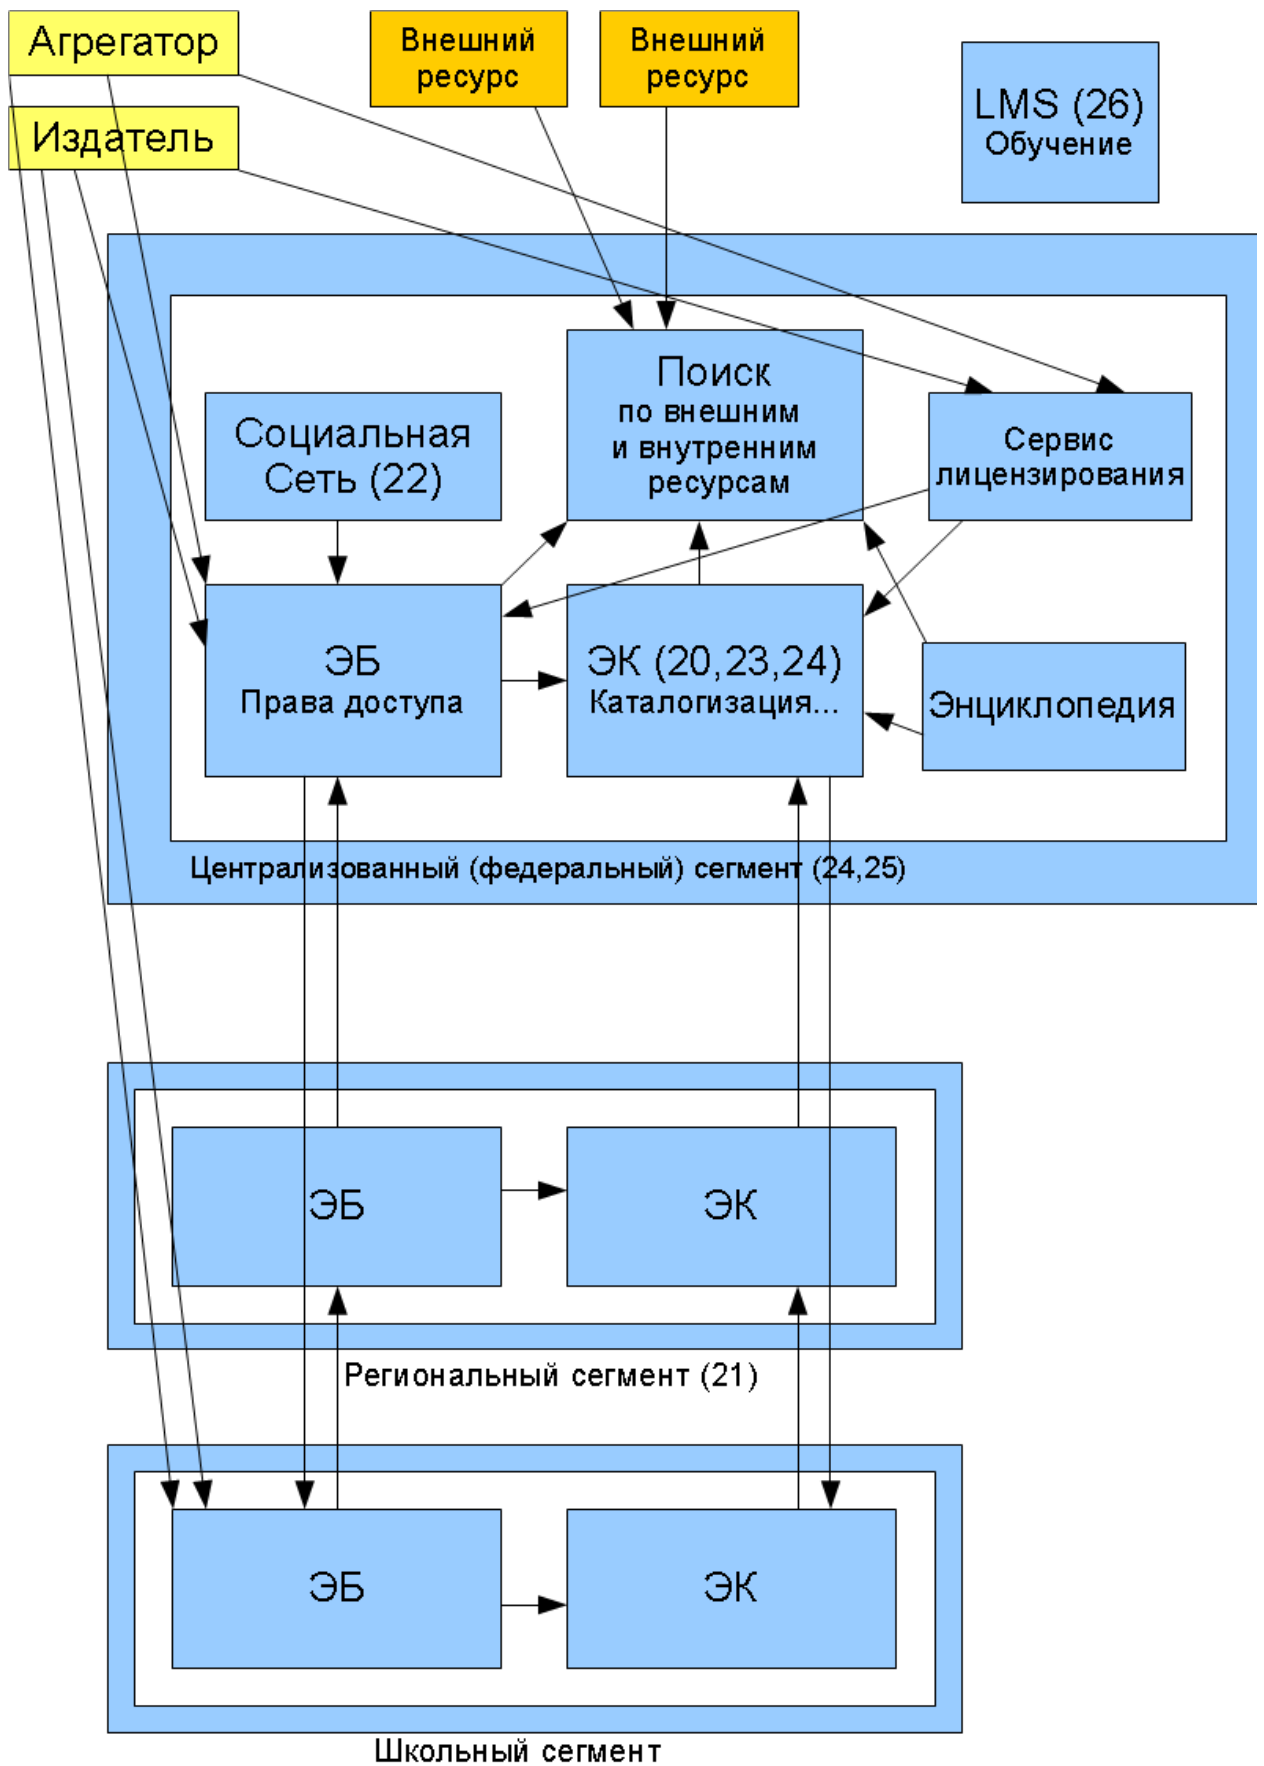 Агрегатор
Издатель
Внешний
ресурс
Внешний
ресурс
LMS (26)
Обучение
Поиск
по внешним
и внутренним
ресурсам
Социальная
Сеть (22)
Сервис
лицензирования
ЭБ
Права доступа
ЭК (20,23,24)
Каталогизация...
Энциклопедия
Централизованный (федеральный) сегмент (24,25)
ЭБ
ЭК
Региональный сегмент (21)
ЭБ
ЭК
Школьный сегмент